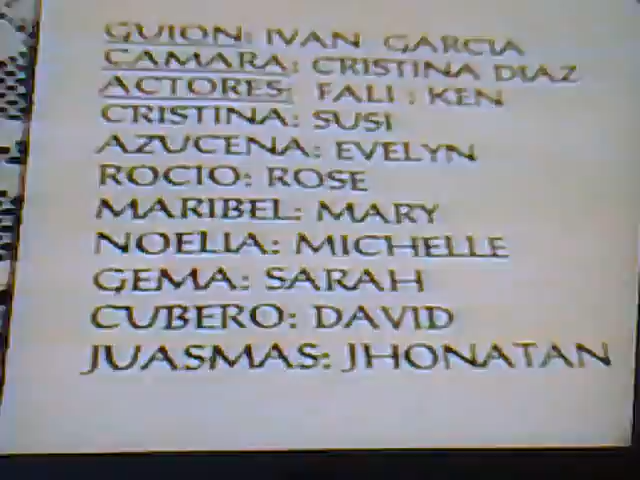 GUION: IVAN GARCIA
CAMARA: CRISTINA DIAZ
ACTORES: FALI : KEN
CRISTINA: SUSI
AZUCENA: EVELYN
ROCIO: ROSE
MARIBEL: MARY
NOELIA: MICHELLE
GEMA: SARAH
CUBERO: DAVID
JUASMAS: JHONATAN